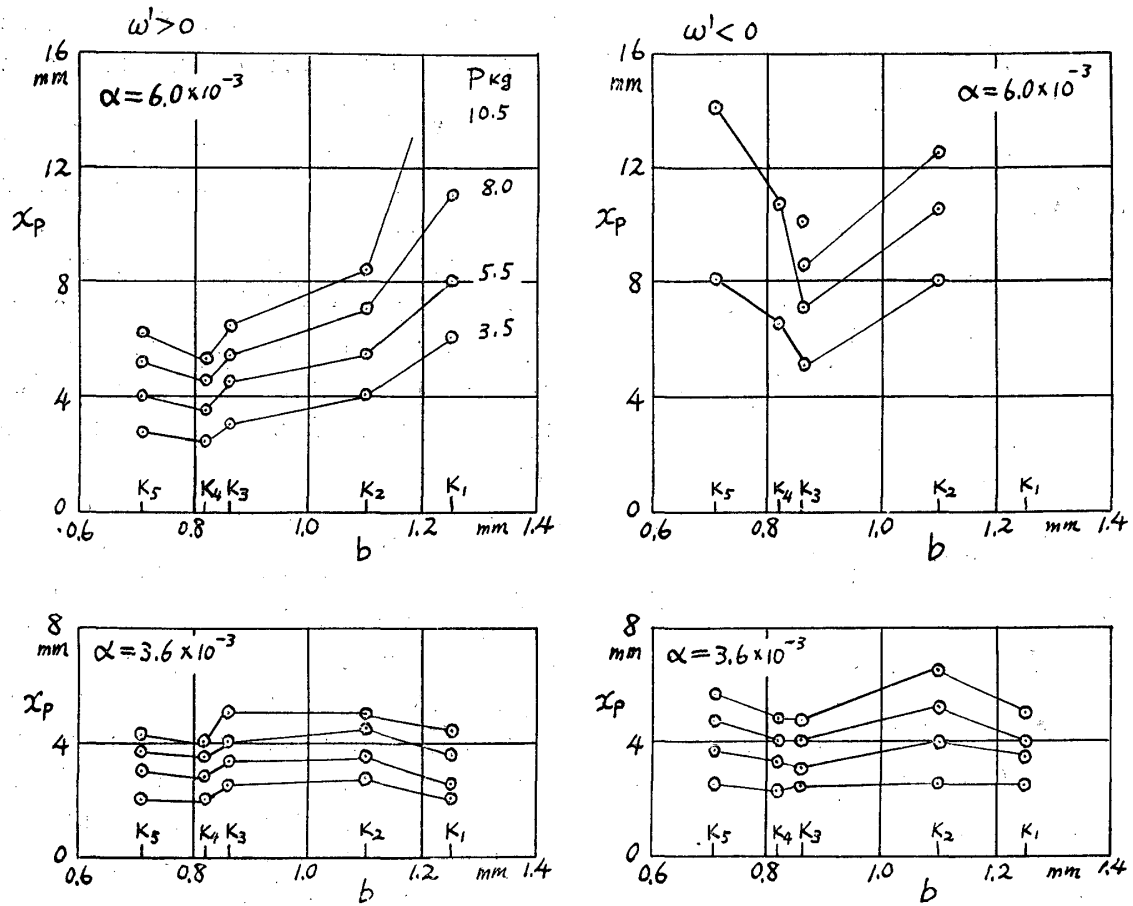 ω'>0
16
mm
α=6.0×10⁻³
P kg
10.5
12
8.0
xₚ
8
5.5
3.5
4
K₅ K₄ K₃ K₂ K₁
0
0.6 0.8 1.0 1.2 mm 1.4
b
ω'<0
16
mm
α=6.0×10⁻³
12
xₚ
8
4
K₅ K₄ K₃ K₂ K₁
0
0.6 0.8 1.0 1.2 mm 1.4
b
8
mm
α=3.6×10⁻³
xₚ
4
K₅ K₄ K₃ K₂ K₁
0
0.6 0.8 1.0 1.2 mm 1.4
b
8
mm
α=3.6×10⁻³
xₚ
4
K₅ K₄ K₃ K₂ K₁
0
0.6 0.8 1.0 1.2 mm 1.4
b